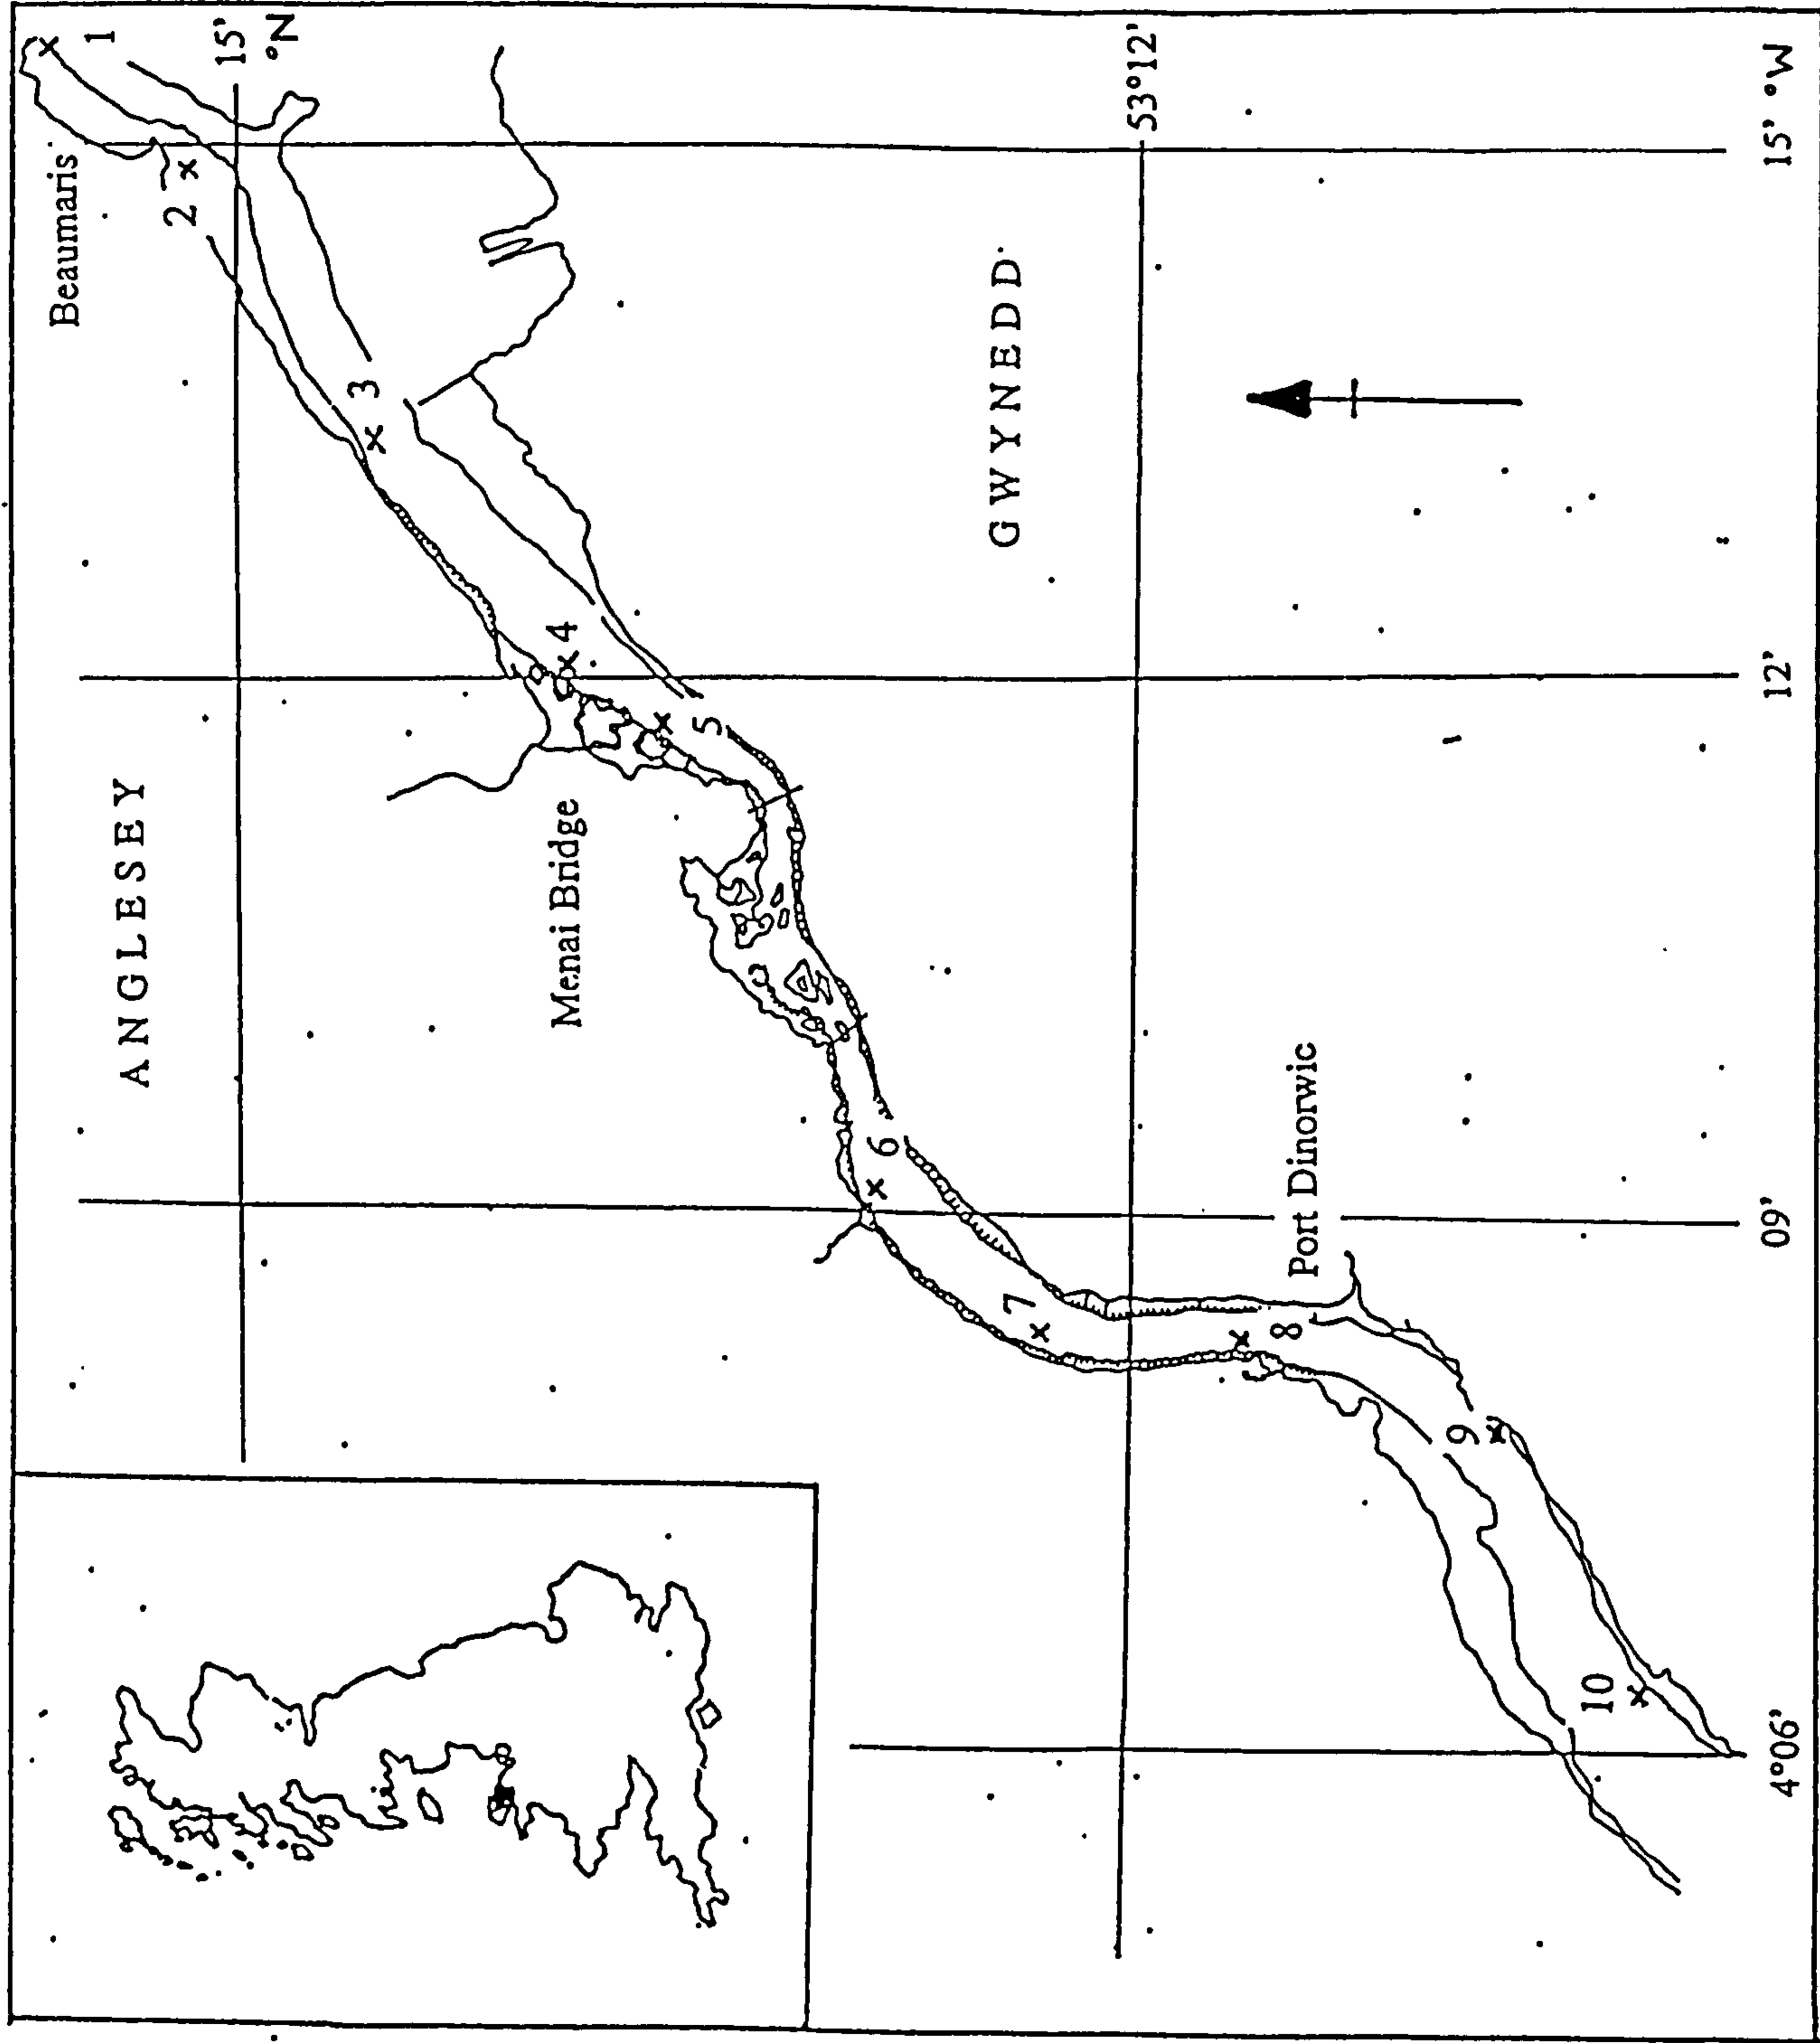 Beaumaris
1
15'
°N
2
ANGLESEY
3
4
Menai Bridge
5
GWYNEDD
53°12'
6
7
Port Dinorwic
8
9
10
4°06'
09'
12'
15'
°W